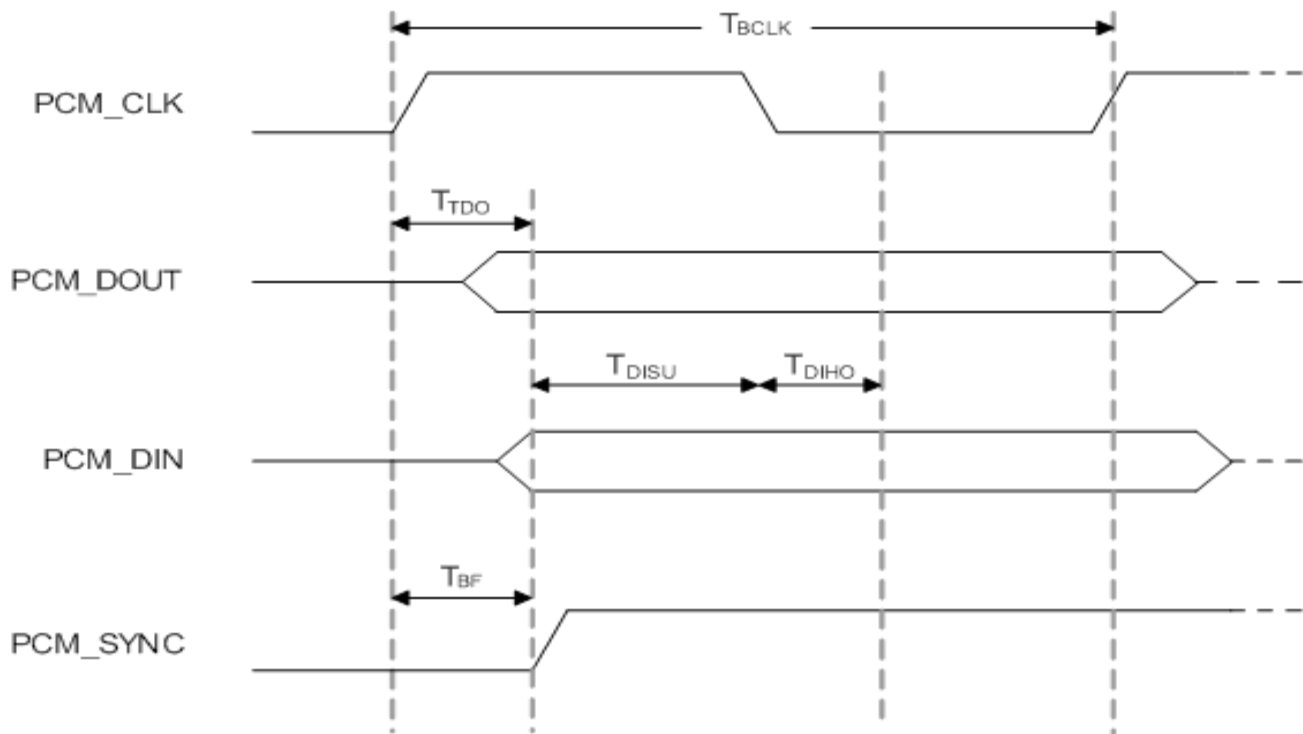 TBCLK
PCM_CLK
TTDO
PCM_DOUT
TDISU
TDIHO
PCM_DIN
TBF
PCM_SYNC